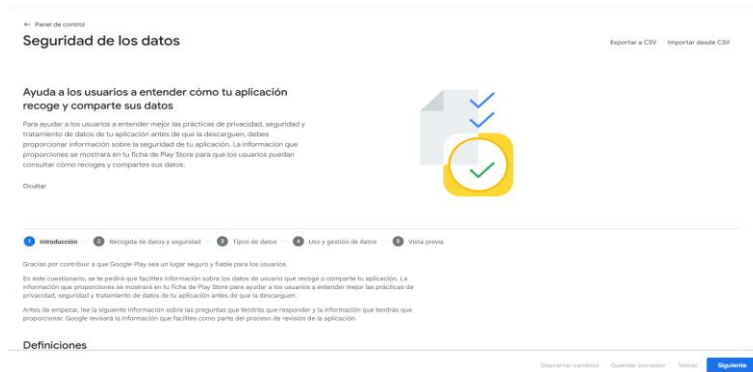 ← Panel de control
Seguridad de los datos
Exportar a CSV Importar desde CSV
Ayuda a los usuarios a entender cómo tu aplicación
recoge y comparte sus datos
Para ayudar a los usuarios a entender mejor las prácticas de privacidad, seguridad y
tratamiento de datos de tu aplicación antes de que la descarguen, debes
proporcionar información sobre la seguridad de tu aplicación. La información que
proporciones se mostrará en tu ficha de Play Store para que los usuarios puedan
consultar cómo recoges y compartes sus datos.
Ocultar
1 Introducción 2 Recogida de datos y seguridad 3 Tipos de datos 4 Uso y gestión de datos 5 Vista previa
Gracias por contribuir a que Google Play sea un lugar seguro y fiable para los usuarios.
En este cuestionario, se te pedirá que facilites información sobre los datos de usuario que recoge o comparte tu aplicación. La
información que proporciones se mostrará en tu ficha de Play Store para ayudar a los usuarios a entender mejor las prácticas de
privacidad, seguridad y tratamiento de datos de tu aplicación antes de que la descarguen.
Antes de empezar, lee la siguiente información sobre las preguntas que tendrás que responder y la información que tendrás que
proporcionar. Google revisará la información que facilites como parte del proceso de revisión de la aplicación.
Definiciones
Descartar cambios Guardar borrador Volver Siguiente